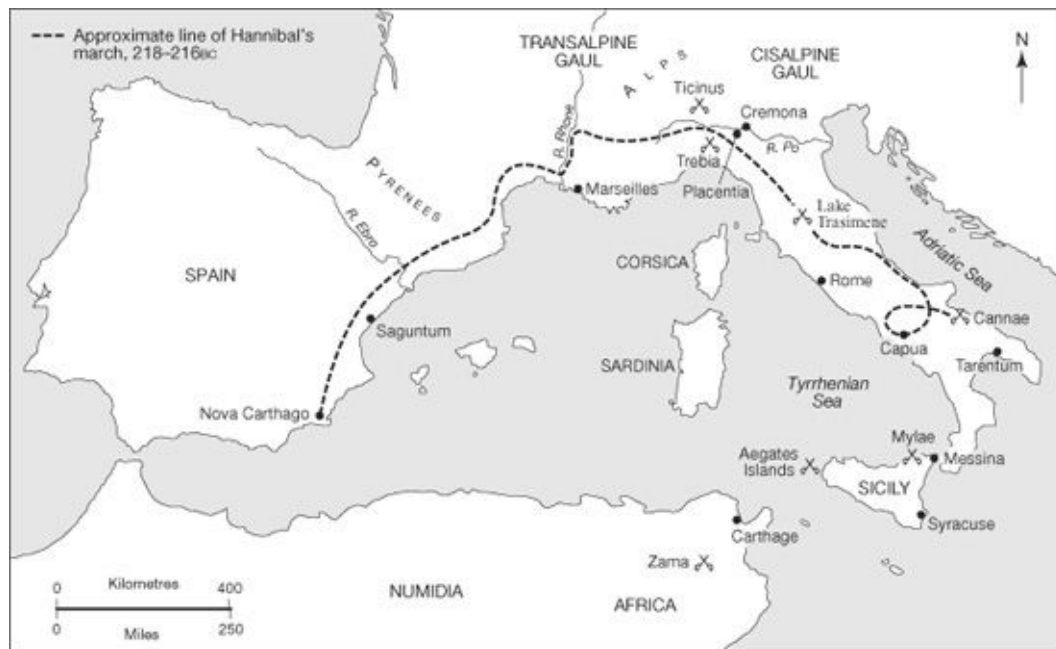 Approximate line of Hannibal's
march, 218–216BC
TRANSALPINE
GAUL
CISALPINE
GAUL
N
ALPS
Ticinus
Cremona
R. Rhone
R. Po
Trebia
Placentia
PYRENEES
Marseilles
Lake
Trasimene
R. Ebro
Adriatic Sea
SPAIN
CORSICA
Rome
Cannae
Saguntum
Capua
Tarentum
SARDINIA
Tyrrhenian
Sea
Nova Carthago
Mylae
Aegates
Islands
Messina
SICILY
Syracuse
Carthage
Zama
0 Kilometres 400
0 Miles 250
NUMIDIA
AFRICA